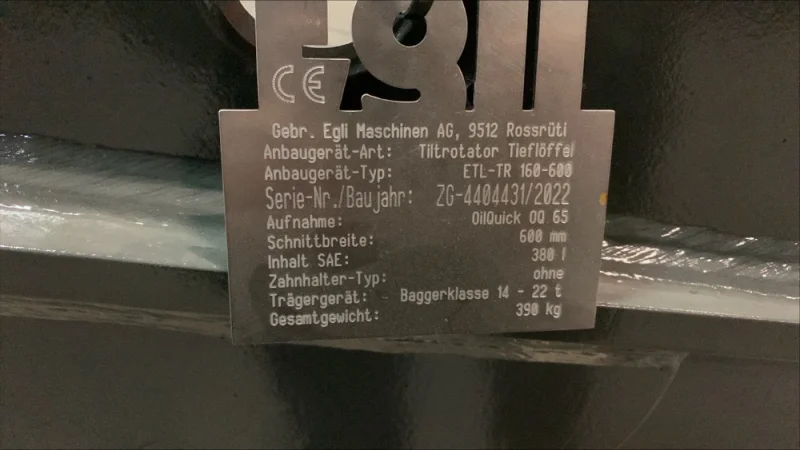 Egli
CE
Gebr. Egli Maschinen AG, 9512 Rossrüti
Anbaugerät-Art: Tiltrotator Tieflöffel
Anbaugerät-Typ: ETL-TR 160-600
Serie-Nr./Baujahr: ZG-4404431/2022
Aufnahme: OilQuick OQ 65
Schnittbreite: 600 mm
Inhalt SAE: 380 l
Zahnhalter-Typ: ohne
Trägergerät: Baggerklasse 14 - 22 t
Gesamtgewicht: 390 kg